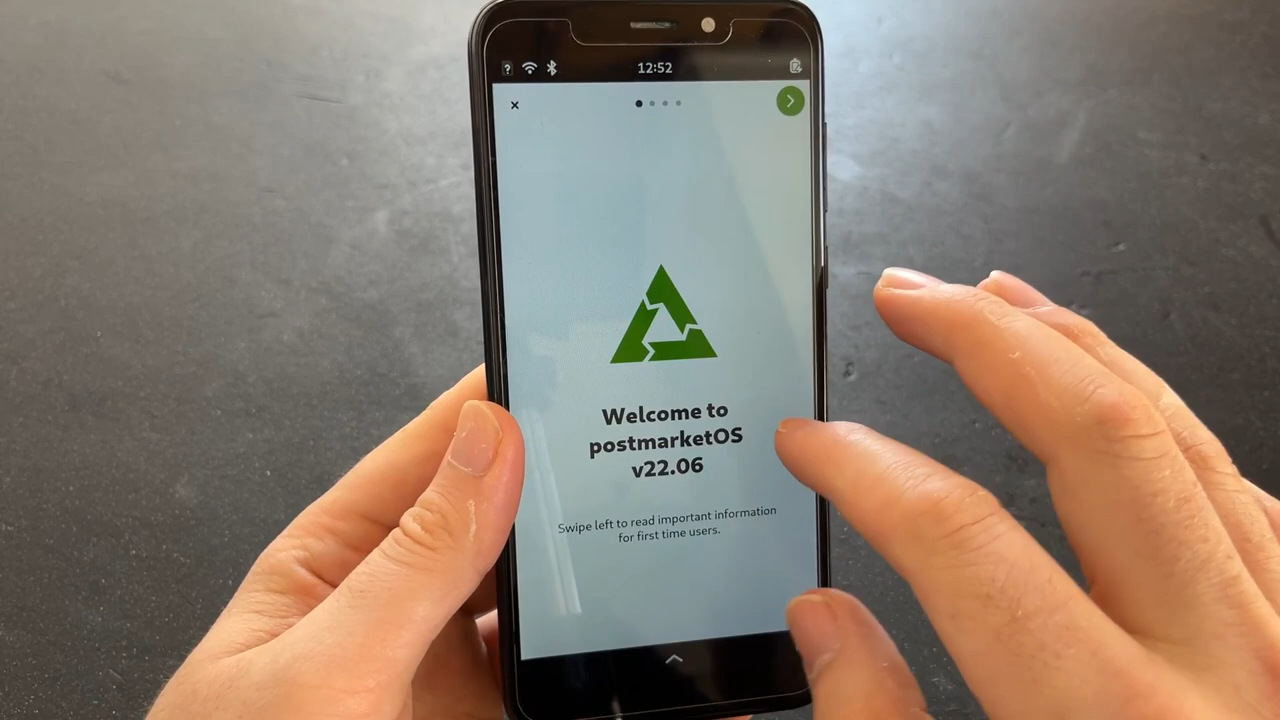 12:52
Welcome to
postmarketOS
v22.06
Swipe left to read important information
for first time users.